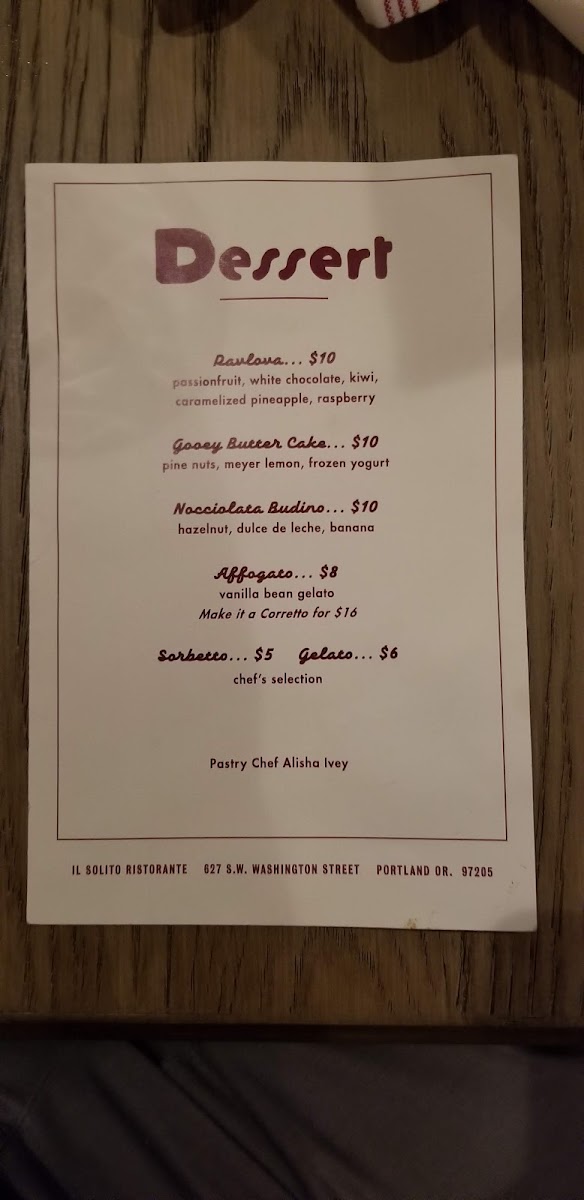 Dessert
Pavlova... $10
passionfruit, white chocolate, kiwi,
caramelized pineapple, raspberry
Gooey Butter Cake... $10
pine nuts, meyer lemon, frozen yogurt
Nocciolata Budino... $10
hazelnut, dulce de leche, banana
Affogato... $8
vanilla bean gelato
Make it a Corretto for $16
Sorbetto... $5 Gelato... $6
chef's selection
Pastry Chef Alisha Ivey
IL SOLITO RISTORANTE 627 S.W. WASHINGTON STREET PORTLAND OR. 97205